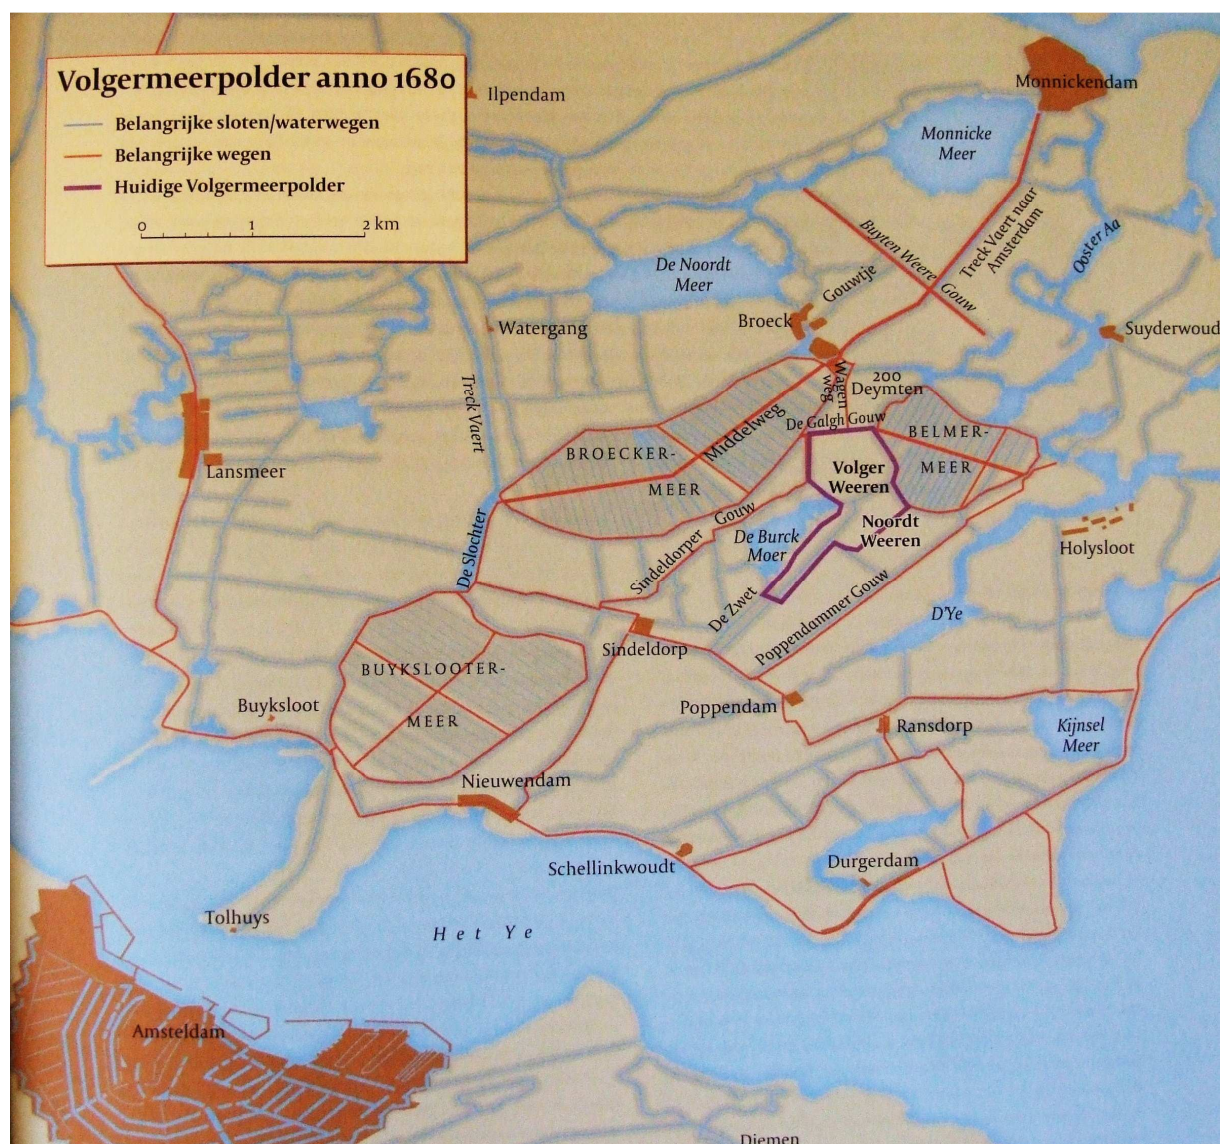 Volgermeerpolder anno 1680
Belangrijke sloten/waterwegen
Belangrijke wegen
Huidige Volgermeerpolder
0 1 2 km
Ilpendam
Monnickendam
Monnicke
Meer
Treck Vaert naar
Amsterdam
Ooster Aa
Buyten Weere Gouw
De Noordt
Meer
Gouwtje
Broeck
Suyderwoud
Watergang
Treck Vaert
Wagen
weg
200
Deymten
De Galgh Gouw
Middelweg
BROECKER-
MEER
BELMER-
MEER
Lansmeer
Volger
Weeren
Noordt
Weeren
De Slochter
Sindeldorper Gouw
De Burck
Moer
Holysloot
De Zwet
Poppendammer Gouw
D'Ye
Sindeldorp
BUYKSLOOTER-
MEER
Buyksloot
Poppendam
Ransdorp
Kijnsel
Meer
Nieuwendam
Schellinkwoudt
Durgerdam
Tolhuys
Het Ye
Amsteldam
Diemen